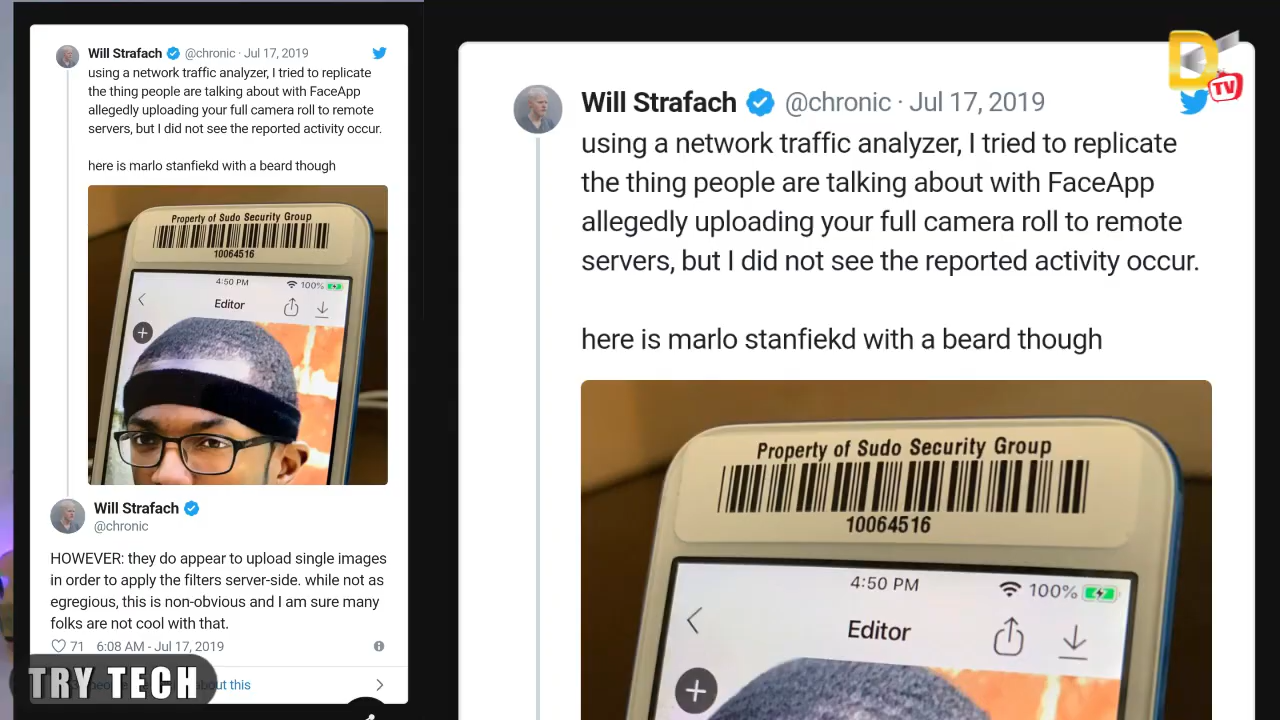 Will Strafach @chronic · Jul 17, 2019
using a network traffic analyzer, I tried to replicate
the thing people are talking about with FaceApp
allegedly uploading your full camera roll to remote
servers, but I did not see the reported activity occur.
here is marlo stanfiekd with a beard though
Property of Sudo Security Group
10064516
4:50 PM 100%
Editor
Will Strafach
@chronic
HOWEVER: they do appear to upload single images
in order to apply the filters server-side. while not as
egregious, this is non-obvious and I am sure many
folks are not cool with that.
71 6:08 AM - Jul 17, 2019
about this
TRY TECH
Will Strafach @chronic · Jul 17, 2019
using a network traffic analyzer, I tried to replicate
the thing people are talking about with FaceApp
allegedly uploading your full camera roll to remote
servers, but I did not see the reported activity occur.
here is marlo stanfiekd with a beard though
Property of Sudo Security Group
10064516
4:50 PM 100%
Editor
D TV